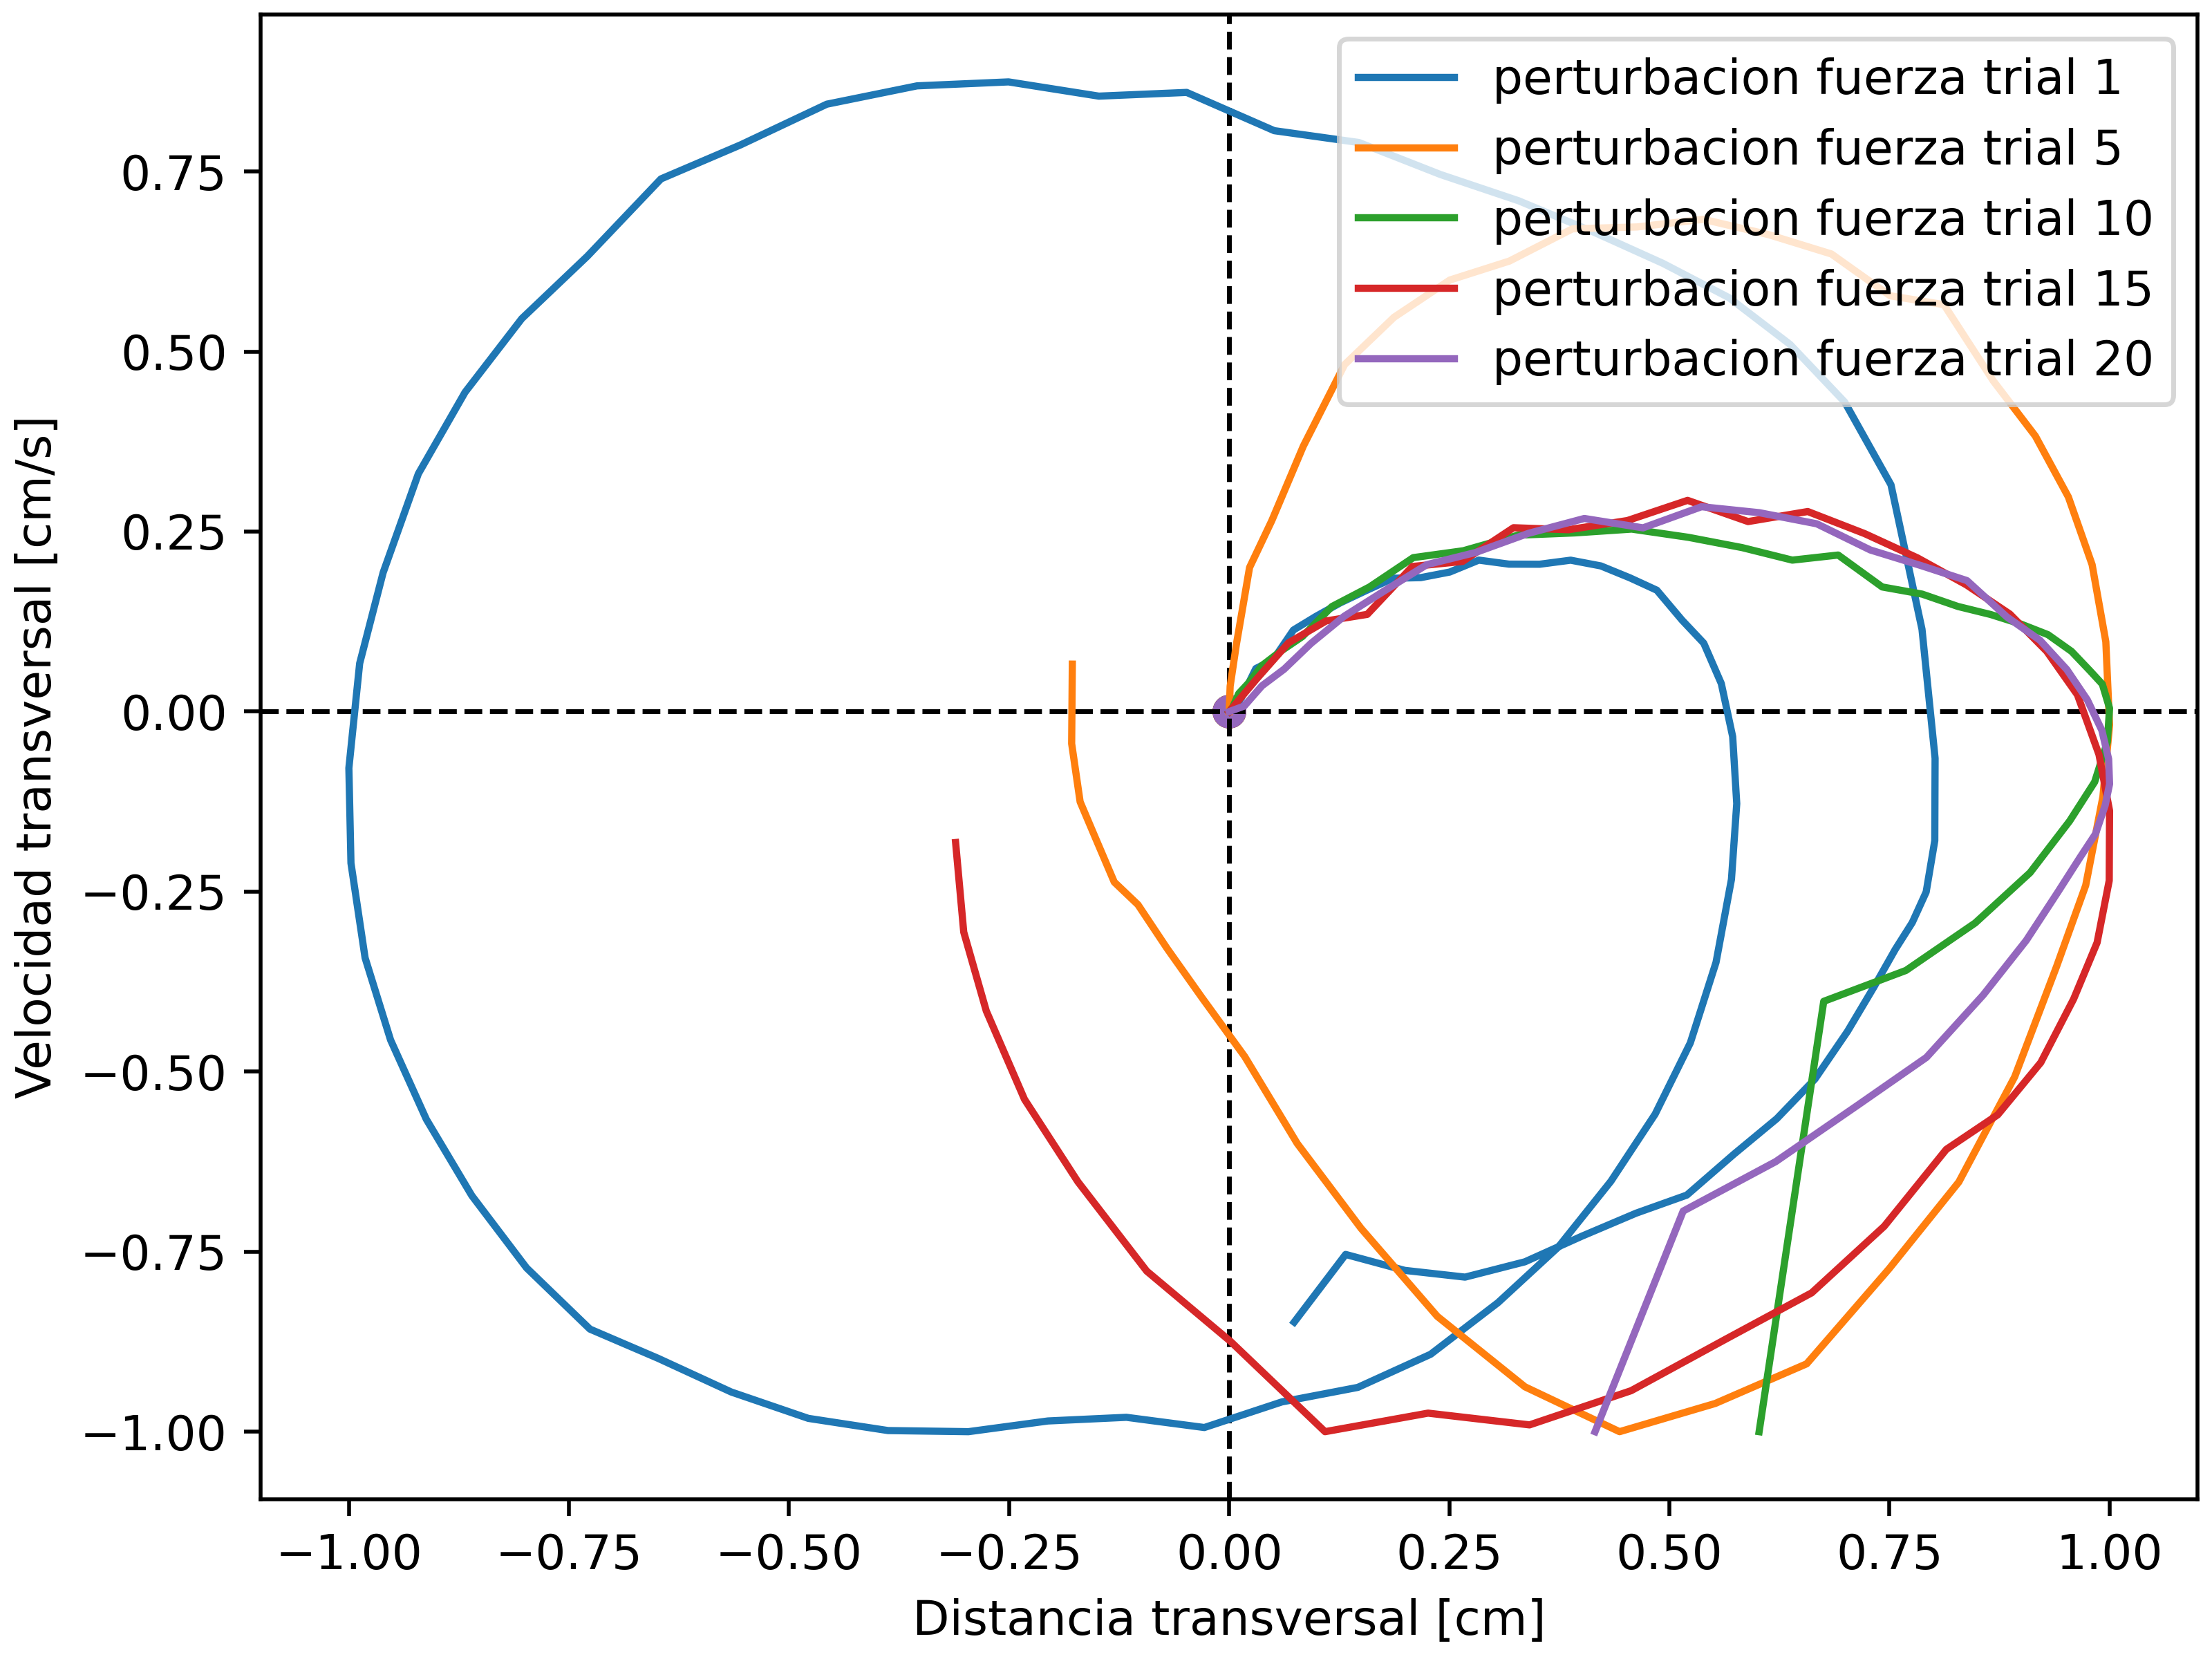 perturbacion fuerza trial 1
perturbacion fuerza trial 5
perturbacion fuerza trial 10
perturbacion fuerza trial 15
perturbacion fuerza trial 20
Velocidad transversal [cm/s]
0.75
0.50
0.25
0.00
−0.25
−0.50
−0.75
−1.00
−1.00 −0.75 −0.50 −0.25 0.00 0.25 0.50 0.75 1.00
Distancia transversal [cm]